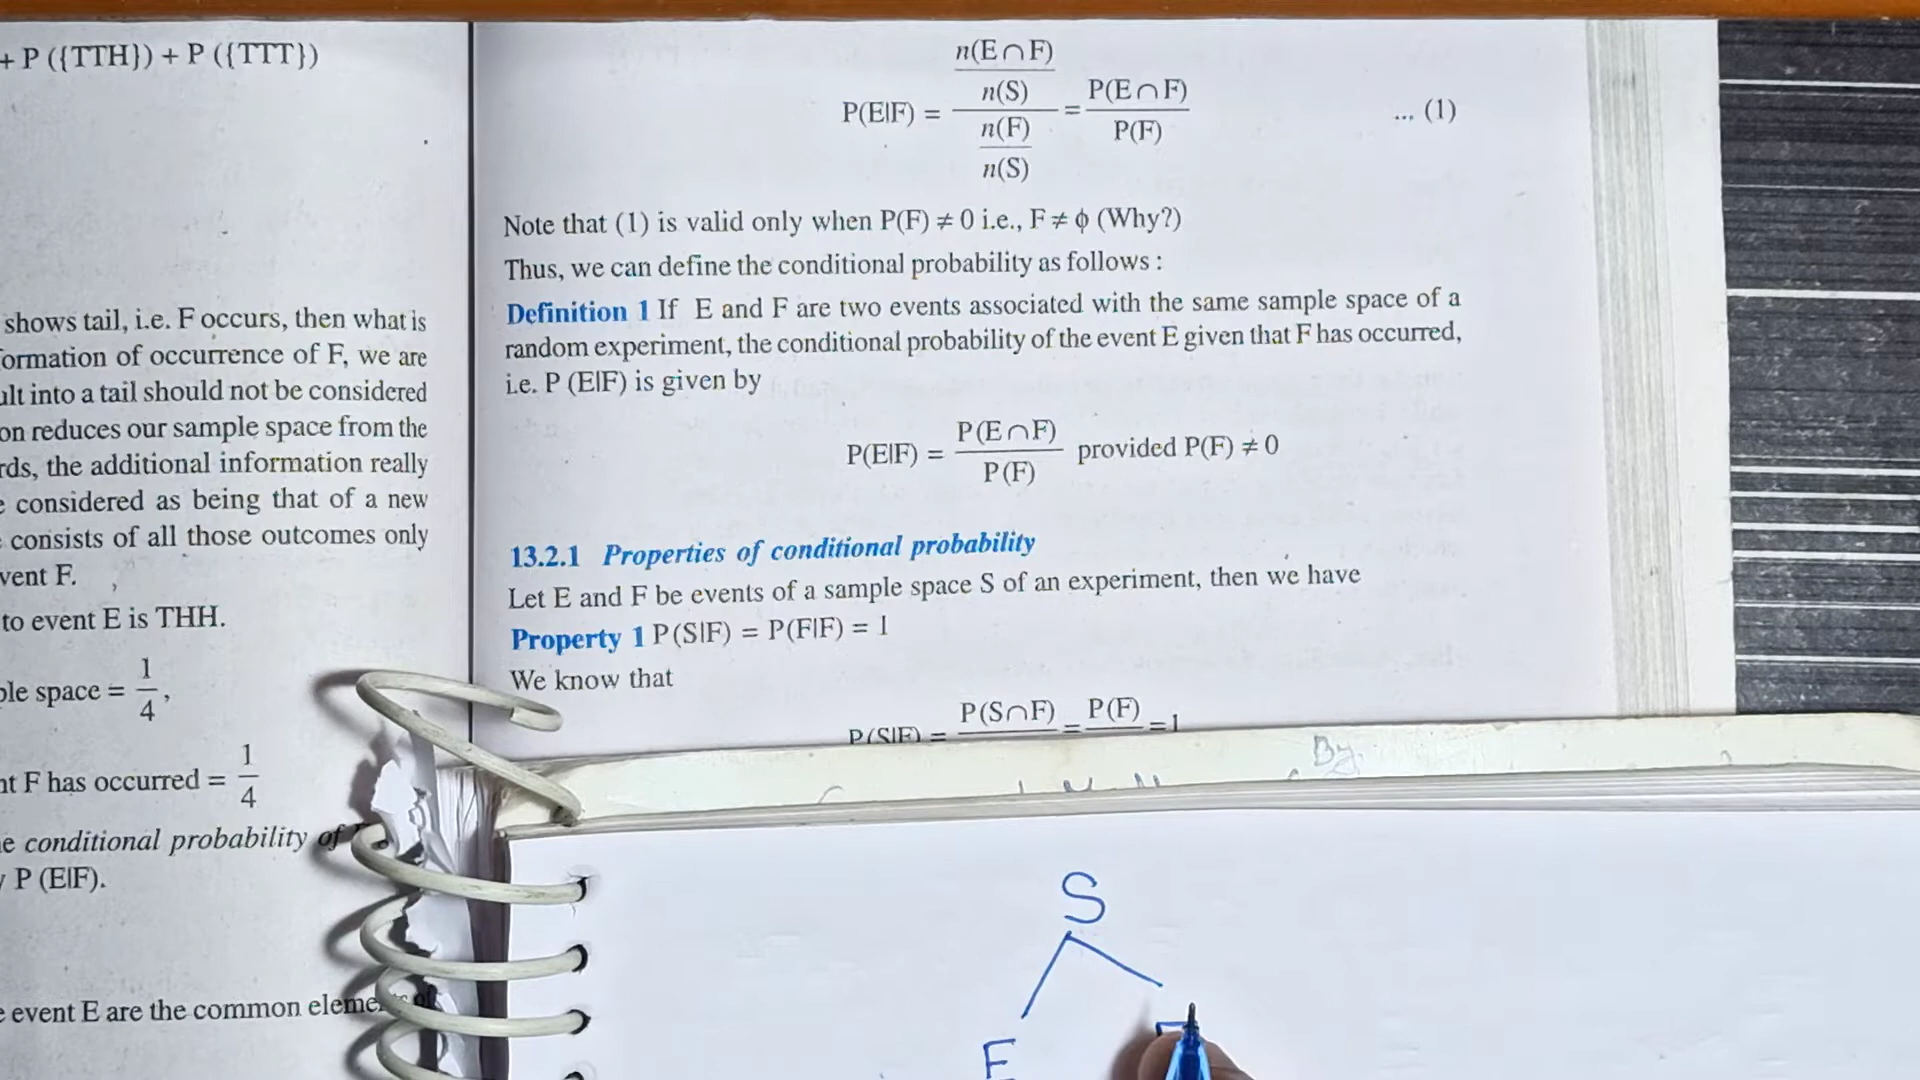 + P ({TTH}) + P ({TTT})
shows tail, i.e. F occurs, then what is
ormation of occurrence of F, we are
ult into a tail should not be considered
on reduces our sample space from the
rds, the additional information really
considered as being that of a new
consists of all those outcomes only
vent F.
to event E is THH.
ple space = 1/4,
nt F has occurred = 1/4
e conditional probability of
P (E|F).
e event E are the common elements of
P(E|F) = (n(E∩F)/n(S))/(n(F)/n(S)) = P(E∩F)/P(F) ... (1)
Note that (1) is valid only when P(F) ≠ 0 i.e., F ≠ ϕ (Why?)
Thus, we can define the conditional probability as follows :
Definition 1 If E and F are two events associated with the same sample space of a
random experiment, the conditional probability of the event E given that F has occurred,
i.e. P (E|F) is given by
P(E|F) = P(E∩F)/P(F) provided P(F) ≠ 0
13.2.1 Properties of conditional probability
Let E and F be events of a sample space S of an experiment, then we have
Property 1 P(S|F) = P(F|F) = 1
We know that
P(S|F) = P(S∩F) = P(F) = 1
By
S